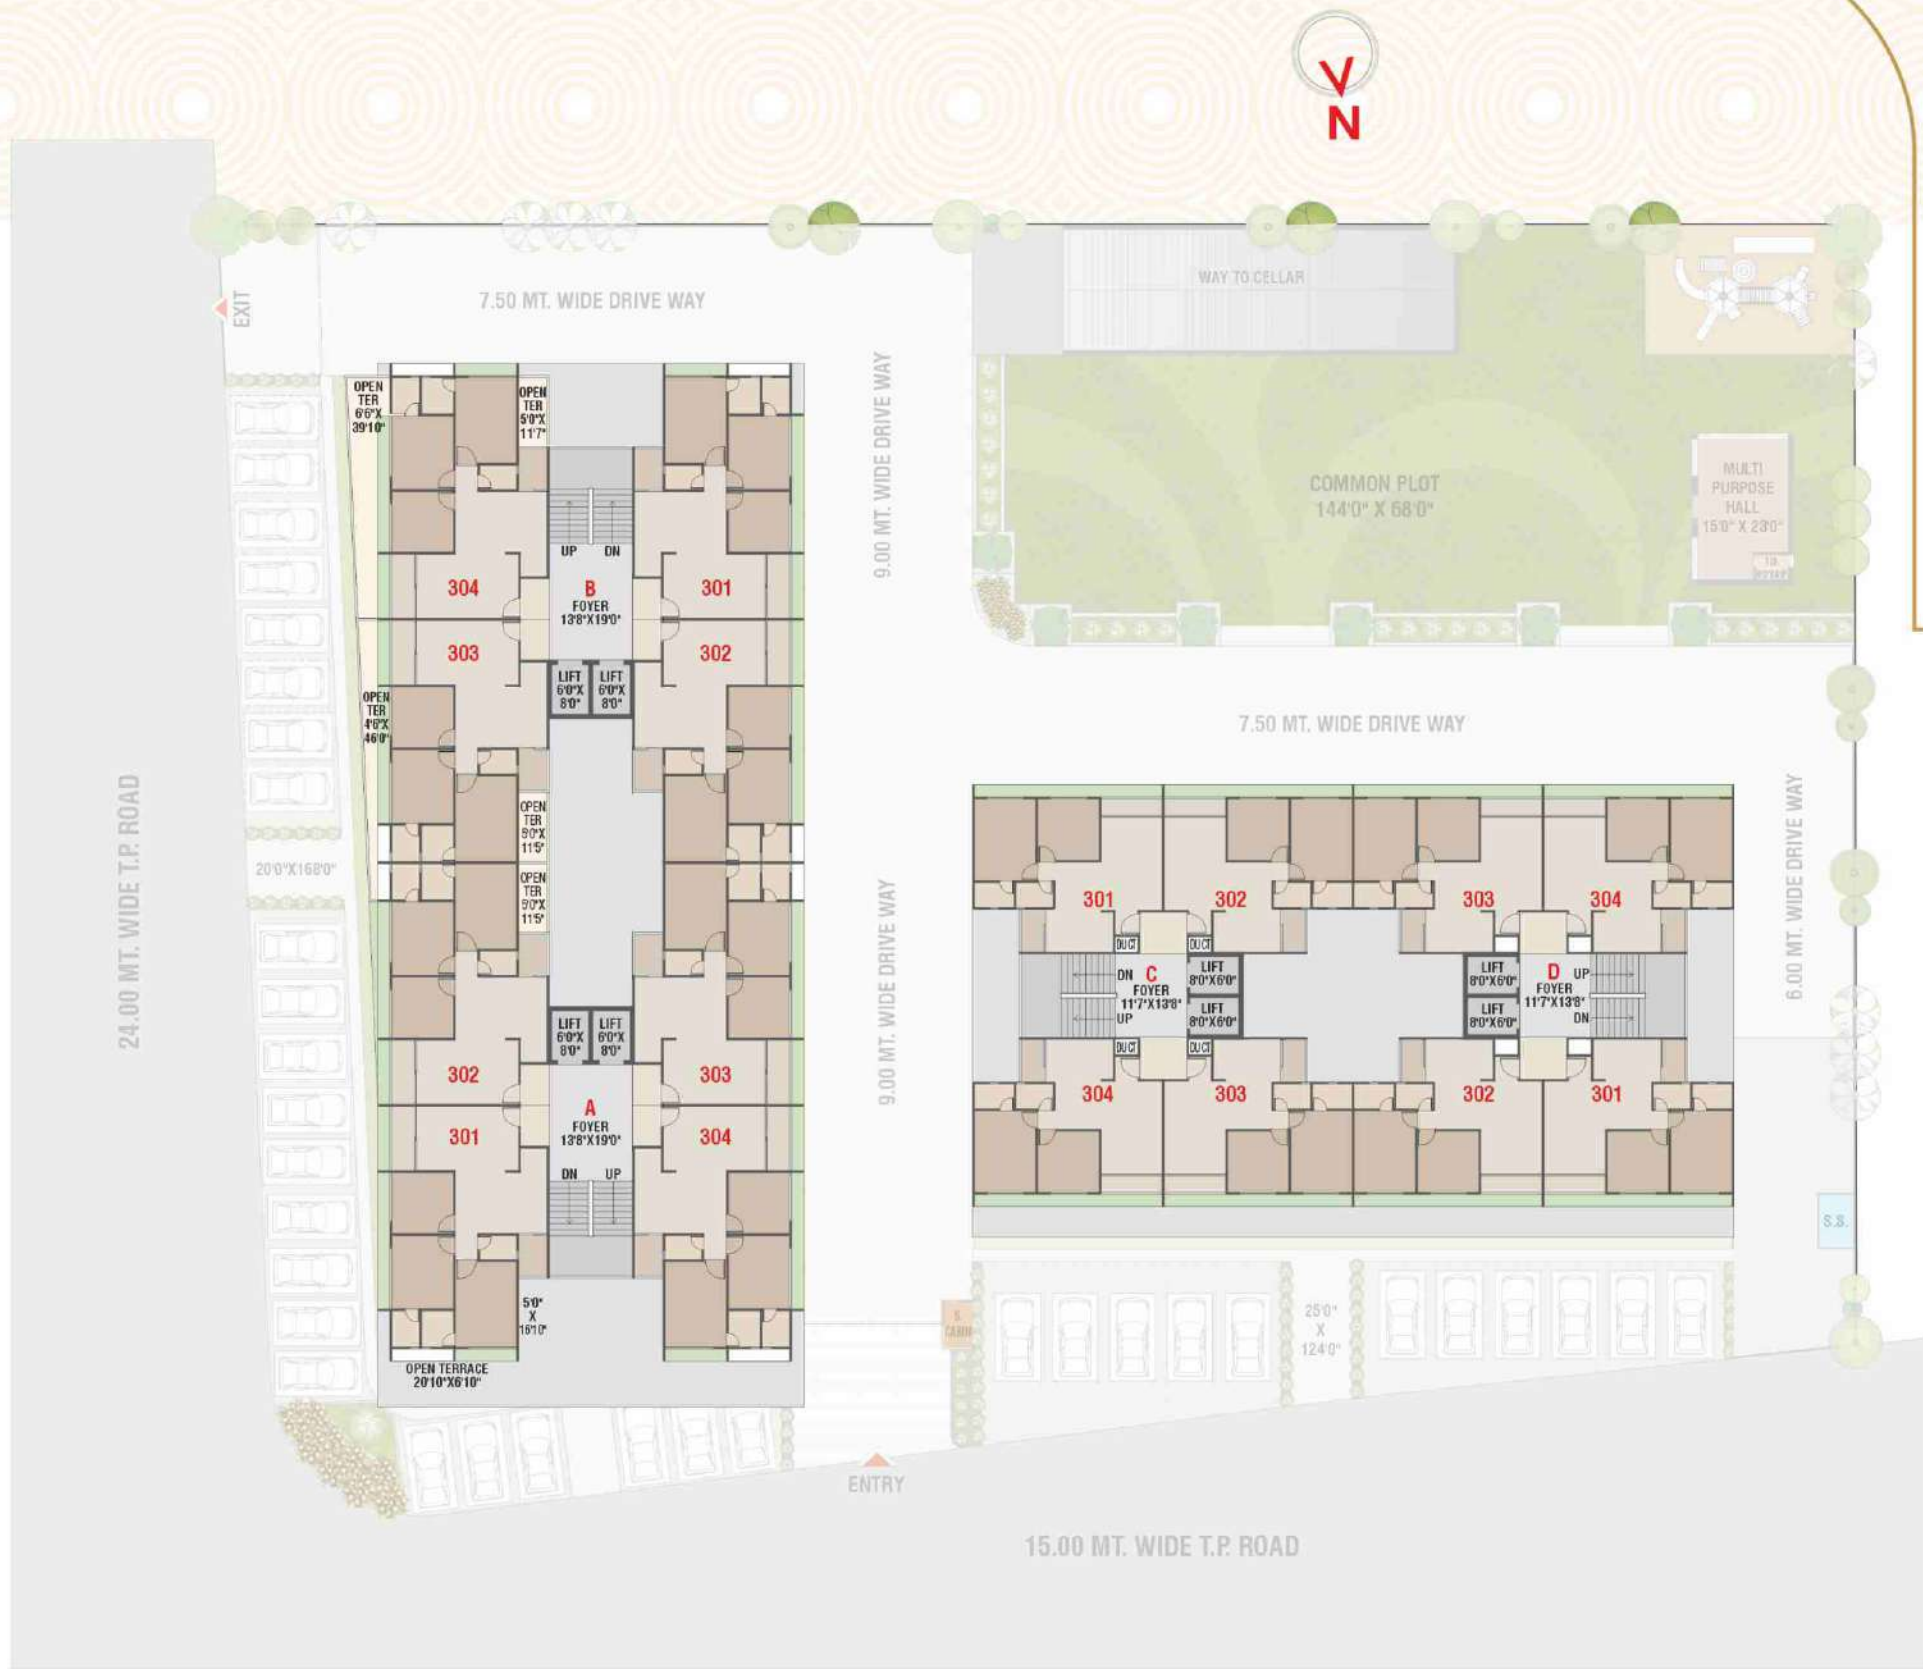 N
EXIT
7.50 MT. WIDE DRIVE WAY
WAY TO CELLAR
OPEN
TER
6'6"X
39'10"
OPEN
TER
5'0"X
11'7"
9.00 MT. WIDE DRIVE WAY
COMMON PLOT
144'0" X 68'0"
MULTI
PURPOSE
HALL
15'0" X 23'0"
UP
DN
304
B
FOYER
13'8"X19'0"
301
303
302
LIFT
6'0"X
8'0"
LIFT
6'0"X
8'0"
OPEN
TER
4'6"X
46'0"
7.50 MT. WIDE DRIVE WAY
24.00 MT. WIDE T.P. ROAD
20'0"X168'0"
OPEN
TER
9'0"X
11'5"
OPEN
TER
9'0"X
11'5"
9.00 MT. WIDE DRIVE WAY
6.00 MT. WIDE DRIVE WAY
301
302
303
304
DUCT
DUCT
DN
C
FOYER
11'7"X13'8"
UP
LIFT
8'0"X6'0"
LIFT
8'0"X6'0"
LIFT
8'0"X6'0"
LIFT
8'0"X6'0"
D
UP
FOYER
11'7"X13'8"
DN
DUCT
DUCT
304
303
302
301
LIFT
6'0"X
8'0"
LIFT
6'0"X
8'0"
302
303
A
FOYER
13'8"X19'0"
301
304
DN
UP
S.S.
5'0"
X
16'10"
OPEN TERRACE
20'10"X6'10"
S.
CABIN
25'0"
X
124'0"
ENTRY
15.00 MT. WIDE T.P. ROAD